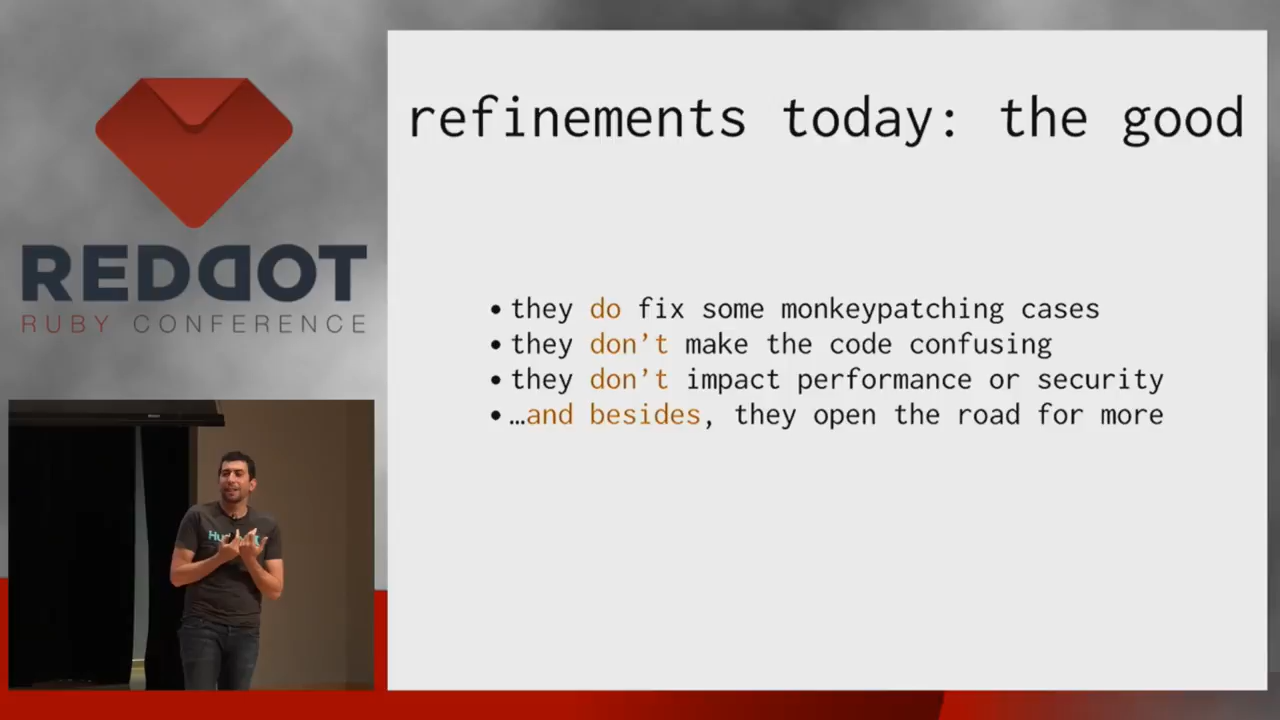 REDDOT
RUBY CONFERENCE
refinements today: the good
• they do fix some monkeypatching cases
• they don’t make the code confusing
• they don’t impact performance or security
• …and besides, they open the road for more